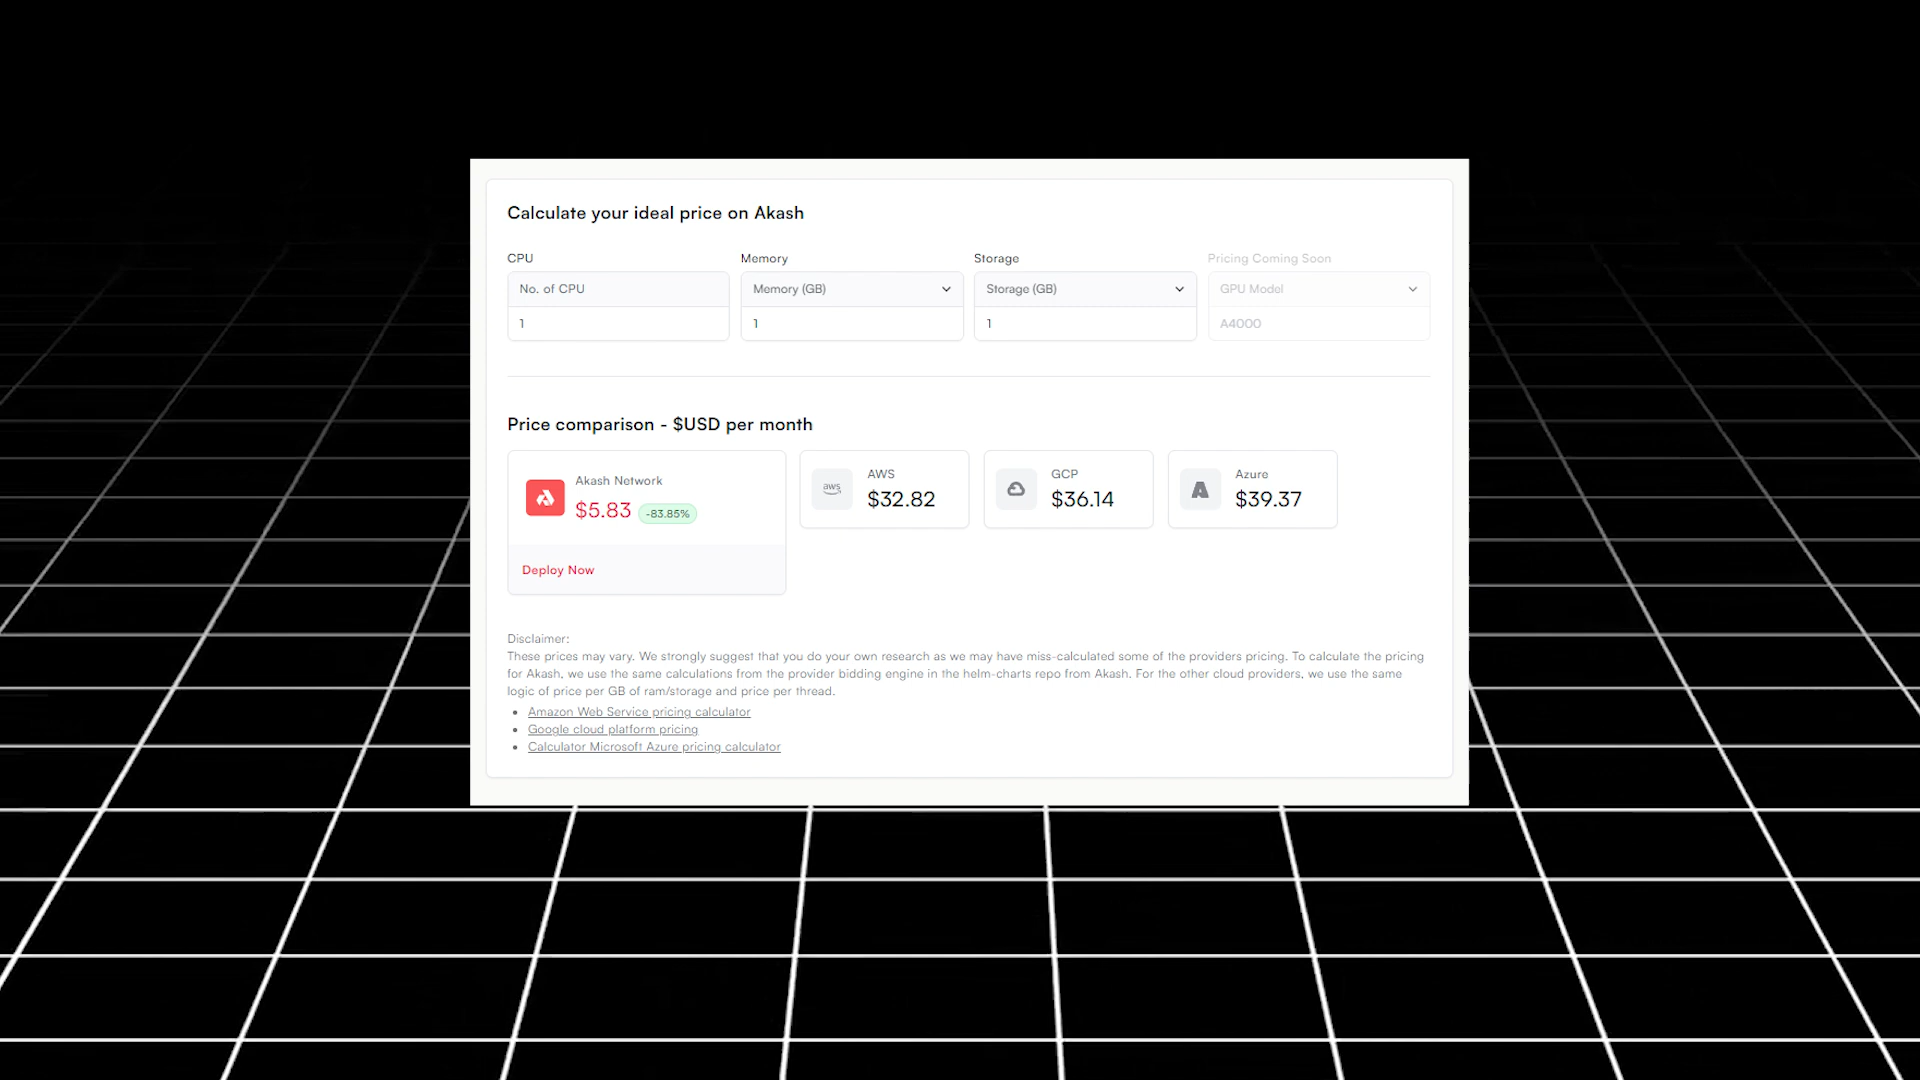 Calculate your ideal price on Akash
CPU
Memory
Storage
Pricing Coming Soon
No. of CPU
Memory (GB)
Storage (GB)
GPU Model
1
1
1
A4000
Price comparison - $USD per month
Akash Network
$5.83
-83.85%
Deploy Now
aws
AWS
$32.82
GCP
$36.14
Azure
$39.37
Disclaimer:
These prices may vary. We strongly suggest that you do your own research as we may have miss-calculated some of the providers pricing. To calculate the pricing
for Akash, we use the same calculations from the provider bidding engine in the helm-charts repo from Akash. For the other cloud providers, we use the same
logic of price per GB of ram/storage and price per thread.
• Amazon Web Service pricing calculator
• Google cloud platform pricing
• Calculator Microsoft Azure pricing calculator